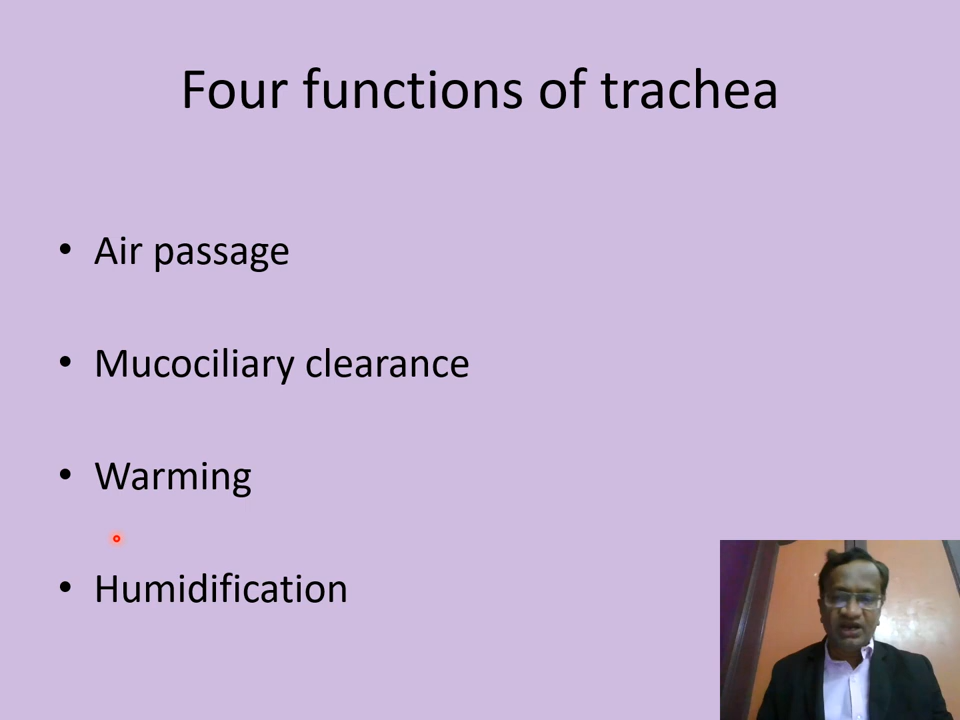 Four functions of trachea
• Air passage
• Mucociliary clearance
• Warming
• Humidification